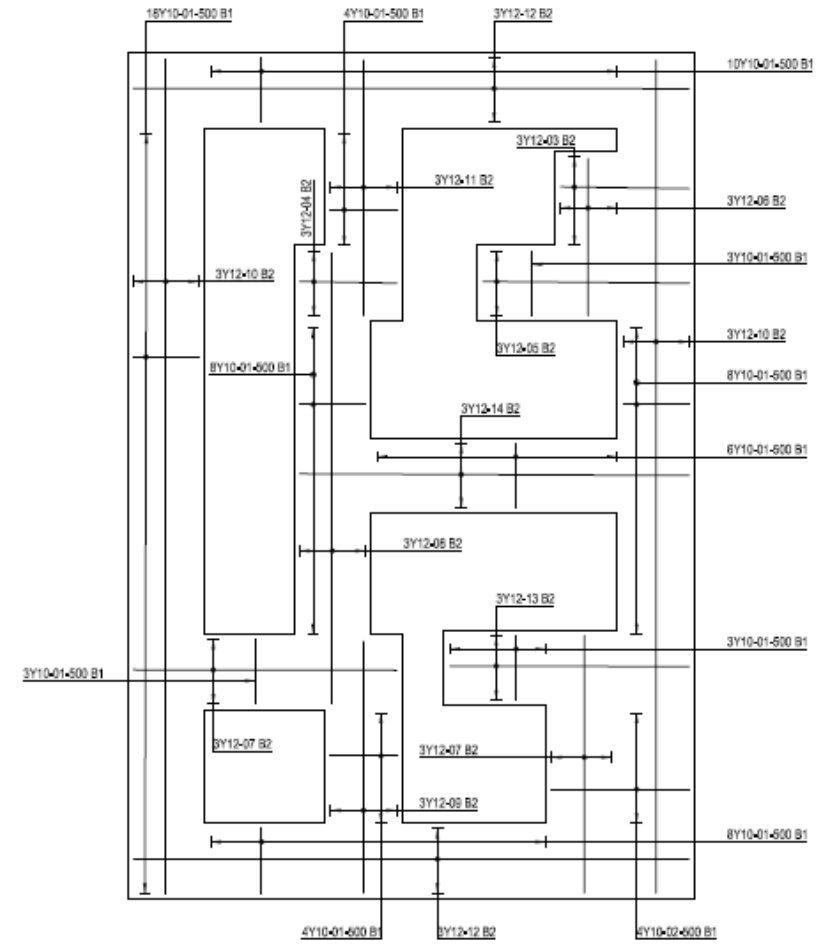 16Y10-01-500 B1
4Y10-01-500 B1
3Y12-12 B2
10Y10-01-500 B1
3Y12-03 B2
3Y12-11 B2
3Y12-04 B2
3Y12-06 B2
3Y10-01-500 B1
3Y12-10 B2
3Y12-10 B2
3Y12-05 B2
8Y10-01-500 B1
8Y10-01-500 B1
3Y12-14 B2
6Y10-01-500 B1
3Y12-08 B2
3Y12-13 B2
3Y10-01-500 B1
3Y10-01-500 B1
3Y12-07 B2
3Y12-07 B2
3Y12-09 B2
8Y10-01-500 B1
4Y10-01-500 B1
3Y12-12 B2
4Y10-02-500 B1